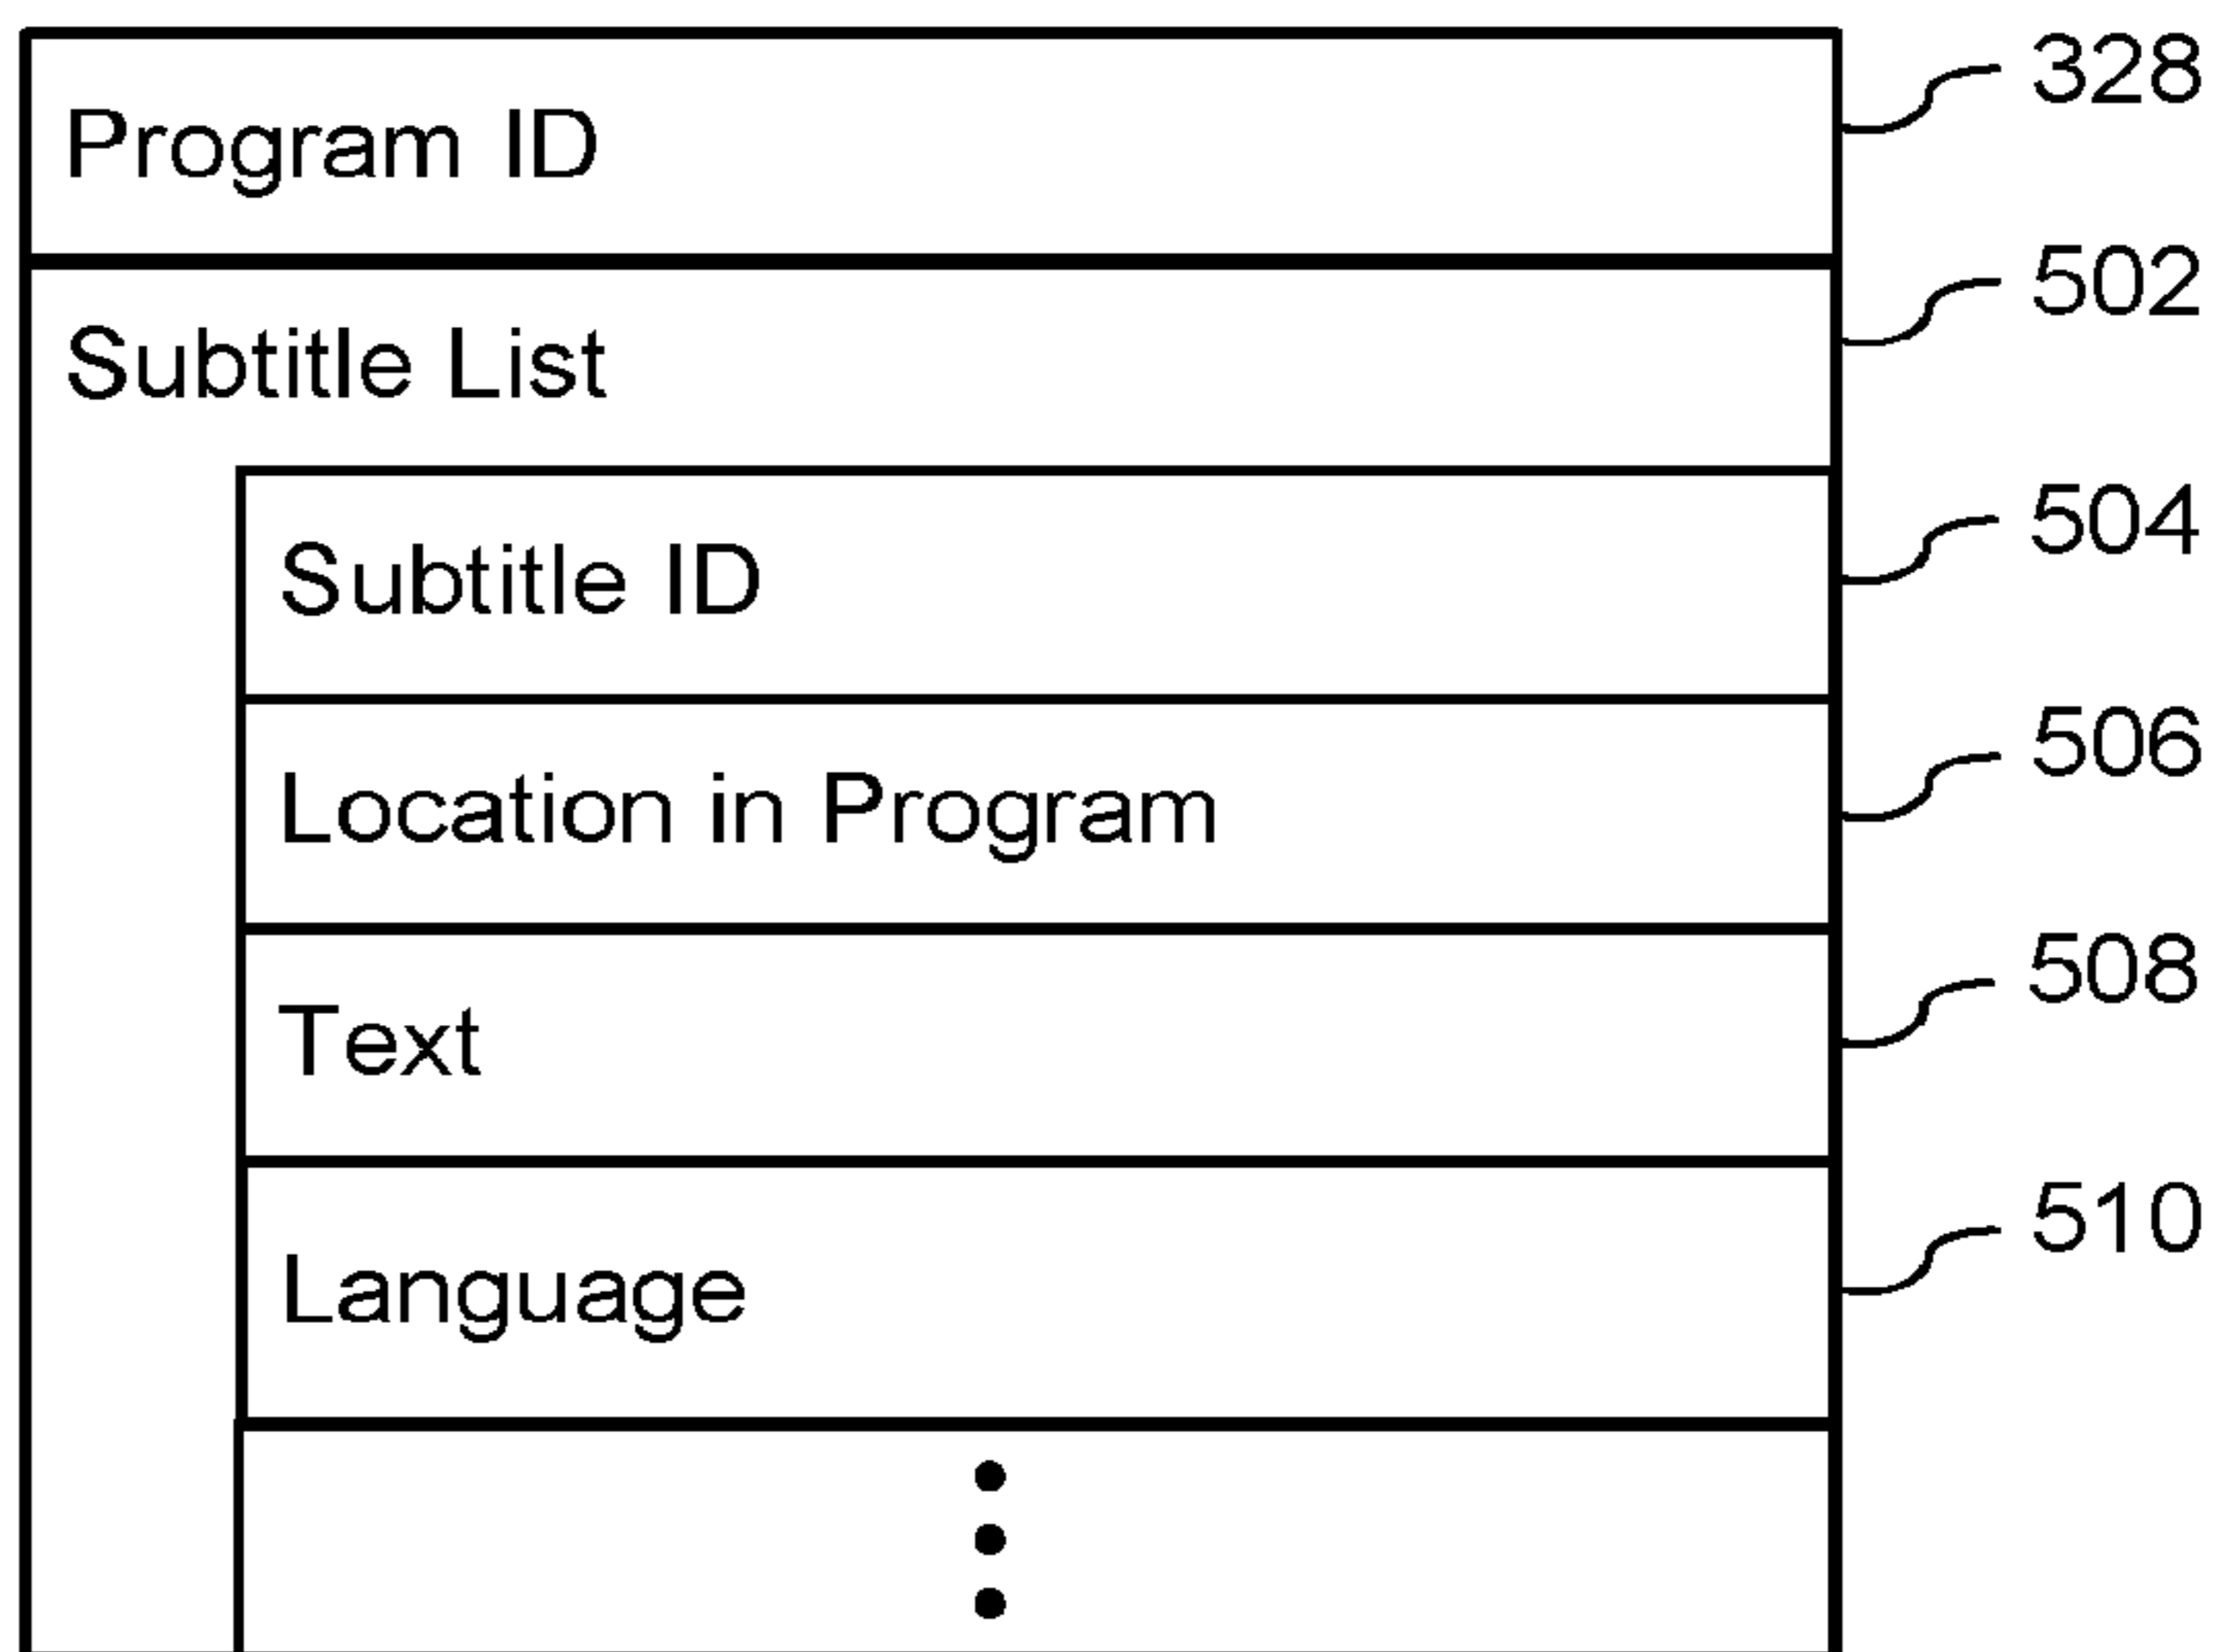 Program ID 328
Subtitle List 502
Subtitle ID 504
Location in Program 506
Text 508
Language 510